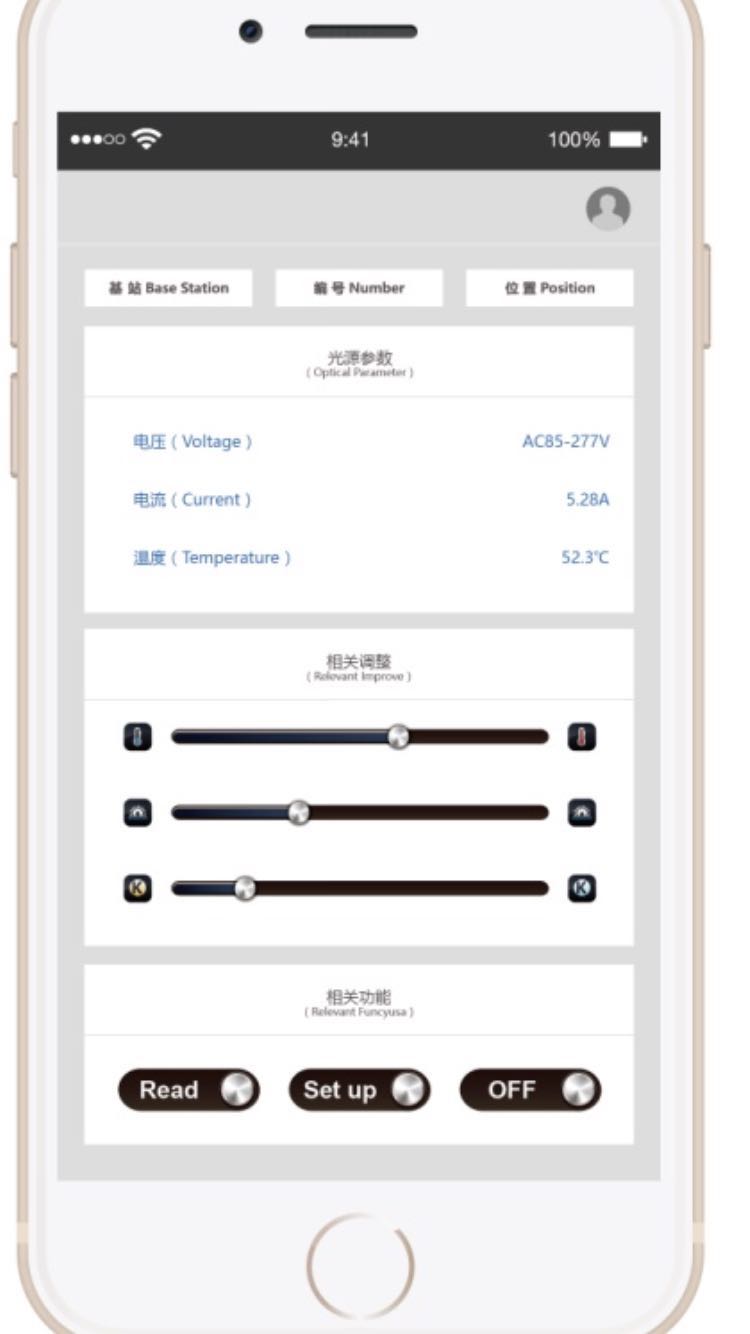 9:41
100%
基 站 Base Station
编 号 Number
位 置 Position
光源参数
( Optical Parameter )
电压 ( Voltage )
AC85-277V
电流 ( Current )
5.28A
温度 ( Temperature )
52.3℃
相关调整
( Relevant Improve )
K
K
相关功能
( Relevant Funcyusa )
Read
Set up
OFF